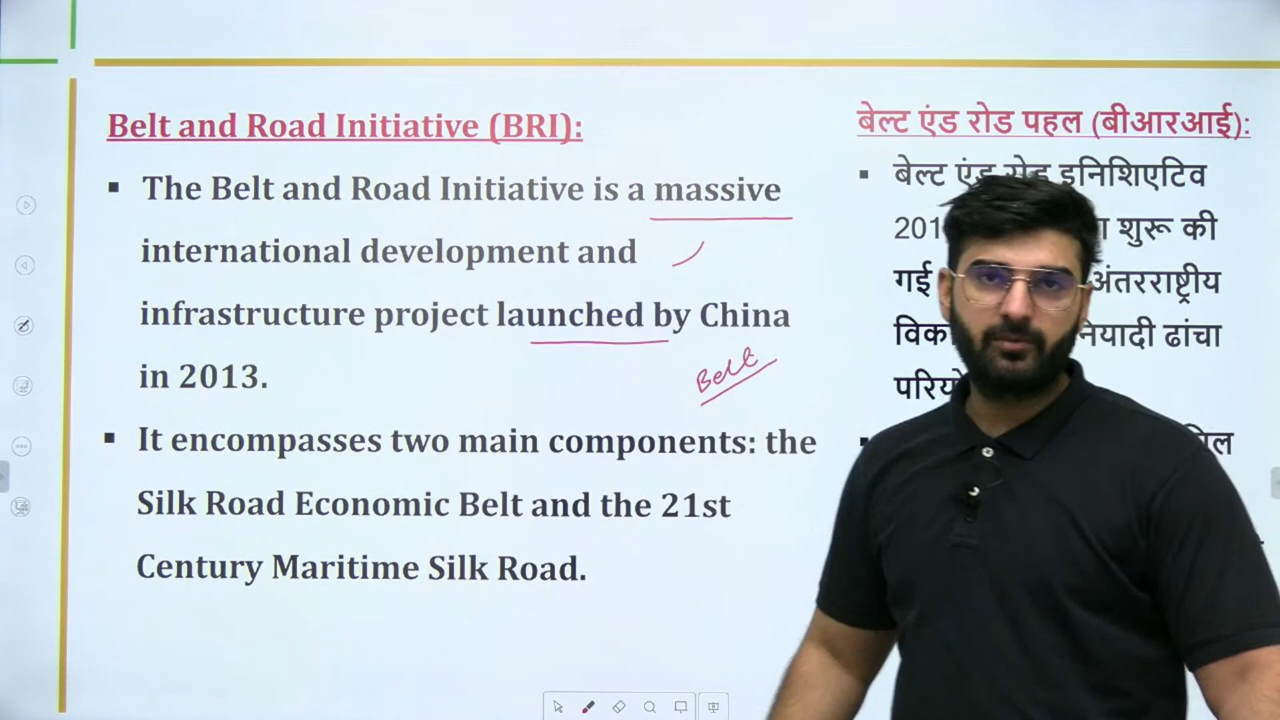 Belt and Road Initiative (BRI):
▪ The Belt and Road Initiative is a massive
international development and
infrastructure project launched by China
in 2013.
Belt
▪ It encompasses two main components: the
Silk Road Economic Belt and the 21st
Century Maritime Silk Road.
बेल्ट एंड रोड पहल (बीआरआई):
▪ बेल्ट एंड रोड इनिशिएटिव
शुरू की
गई अंतरराष्ट्रीय
ढांचा